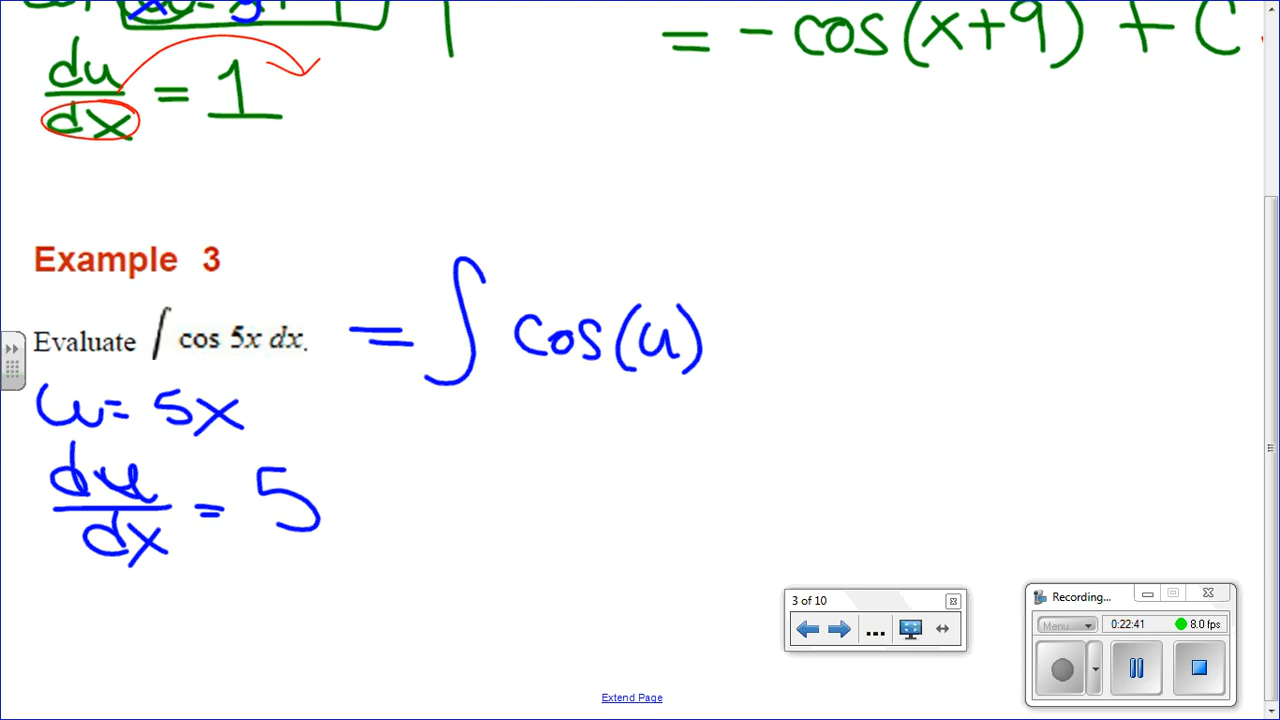 = - cos(x+9) + C
du/dx = 1
Example 3
Evaluate ∫ cos 5x dx. = ∫ cos(u)
u = 5x
du/dx = 5
3 of 10
Recording...
Menu 0:22:41 8.0 fps
Extend Page